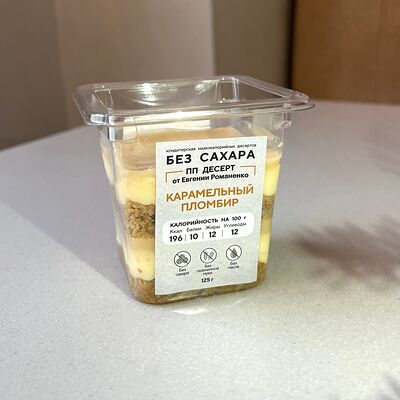 кондитерская низкокалорийных десертов
БЕЗ САХАРА
ПП ДЕСЕРТ
от Евгении Романенко
КАРАМЕЛЬНЫЙ
ПЛОМБИР
КАЛОРИЙНОСТЬ НА 100 г
Ккал Белки Жиры Углеводы
196 | 10 | 12 | 12
Без сахара
Без пшеничной муки
Без масла
125 г